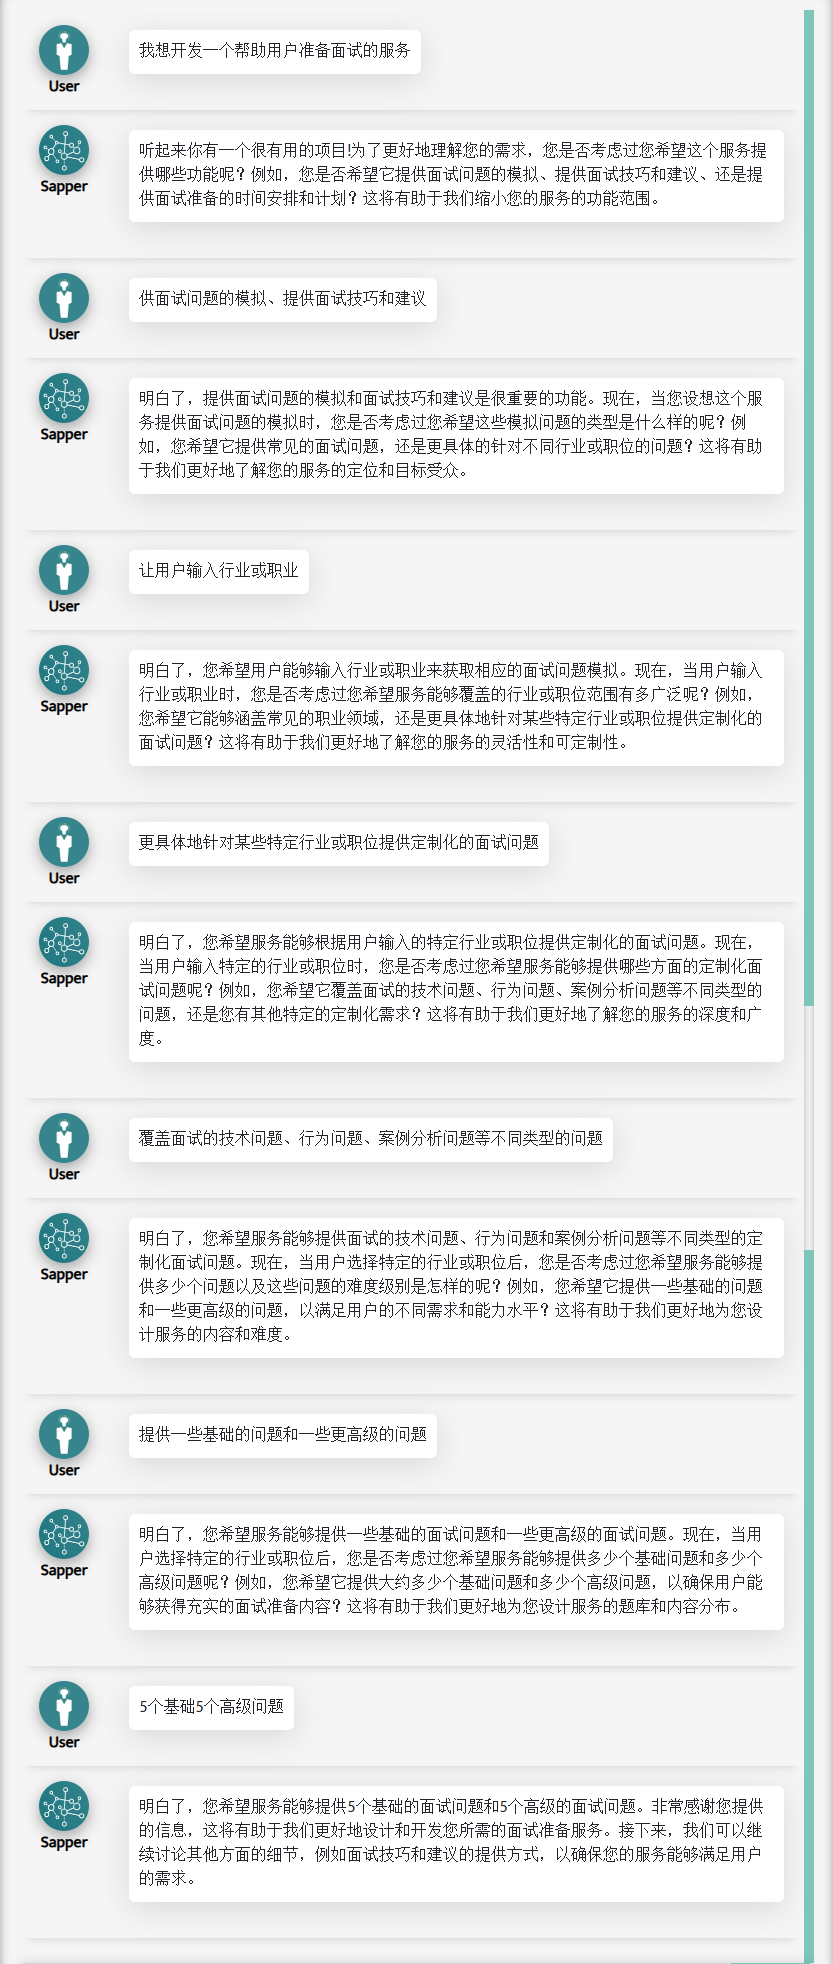 我想开发一个帮助用户准备面试的服务
User
听起来你有一个很有用的项目!为了更好地理解您的需求，您是否考虑过您希望这个服务提
供哪些功能呢？例如，您是否希望它提供面试问题的模拟、提供面试技巧和建议、还是提
供面试准备的时间安排和计划？这将有助于我们缩小您的服务的功能范围。
Sapper
供面试问题的模拟、提供面试技巧和建议
User
明白了，提供面试问题的模拟和面试技巧和建议是很重要的功能。现在，当您设想这个服
务提供面试问题的模拟时，您是否考虑过您希望这些模拟问题的类型是什么样的呢？例
如，您希望它提供常见的面试问题，还是更具体的针对不同行业或职位的问题？这将有助
于我们更好地了解您的服务的定位和目标受众。
Sapper
让用户输入行业或职业
User
明白了，您希望用户能够输入行业或职业来获取相应的面试问题模拟。现在，当用户输入
行业或职业时，您是否考虑过您希望服务能够覆盖的行业或职位范围有多广泛呢？例如，
您希望它能够涵盖常见的职业领域，还是更具体地针对某些特定行业或职位提供定制化的
面试问题？这将有助于我们更好地了解您的服务的灵活性和可定制性。
Sapper
更具体地针对某些特定行业或职位提供定制化的面试问题
User
明白了，您希望服务能够根据用户输入的特定行业或职位提供定制化的面试问题。现在，
当用户输入特定的行业或职位时，您是否考虑过您希望服务能够提供哪些方面的定制化面
试问题呢？例如，您希望它覆盖面试的技术问题、行为问题、案例分析问题等不同类型的
问题，还是您有其他特定的定制化需求？这将有助于我们更好地了解您的服务的深度和广
度。
Sapper
覆盖面试的技术问题、行为问题、案例分析问题等不同类型的问题
User
明白了，您希望服务能够提供面试的技术问题、行为问题和案例分析问题等不同类型的定
制化面试问题。现在，当用户选择特定的行业或职位后，您是否考虑过您希望服务能够提
供多少个问题以及这些问题的难度级别是怎样的呢？例如，您希望它提供一些基础的问题
和一些更高级的问题，以满足用户的不同需求和能力水平？这将有助于我们更好地为您设
计服务的内容和难度。
Sapper
提供一些基础的问题和一些更高级的问题
User
明白了，您希望服务能够提供一些基础的面试问题和一些更高级的面试问题。现在，当用
户选择特定的行业或职位后，您是否考虑过您希望服务能够提供多少个基础问题和多少个
高级问题呢？例如，您希望它提供大约多少个基础问题和多少个高级问题，以确保用户能
够获得充实的面试准备内容？这将有助于我们更好地为您设计服务的题库和内容分布。
Sapper
5个基础5个高级问题
User
明白了，您希望服务能够提供5个基础的面试问题和5个高级的面试问题。非常感谢您提供
的信息，这将有助于我们更好地设计和开发您所需的面试准备服务。接下来，我们可以继
续讨论其他方面的细节，例如面试技巧和建议的提供方式，以确保您的服务能够满足用户
的需求。
Sapper